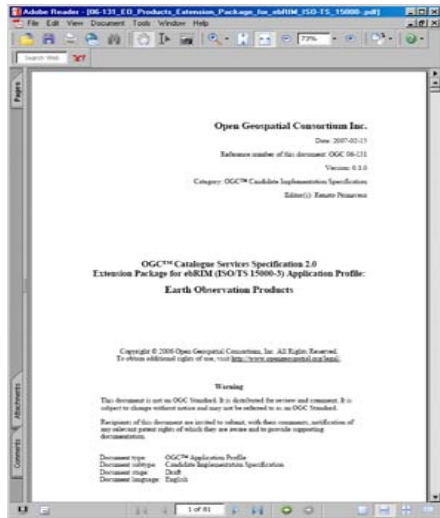 Adobe Reader - [06-131_EO_Products_Extension_Package_for_ebRIM_ISO-TS_15000-.pdf]
File Edit View Document Tools Window Help
73%
Search Web
Pages
Open Geospatial Consortium Inc.
Date: 2007-02-15
Reference number of this document: OGC 06-131
Version: 0.1.0
Category: OGC™ Candidate Implementation Specification
Editor(s): Renato Primavera
OGC™ Catalogue Services Specification 2.0
Extension Package for ebRIM (ISO/TS 15000-3) Application Profile:
Earth Observation Products
Copyright © 2006 Open Geospatial Consortium, Inc. All Rights Reserved.
To obtain additional rights of use, visit http://www.opengeospatial.org/legal/.
Warning
This document is not an OGC Standard. It is distributed for review and comment. It is
subject to change without notice and may not be referred to as an OGC Standard.
Recipients of this document are invited to submit, with their comments, notification of
any relevant patent rights of which they are aware and to provide supporting
documentation.
Attachments
Comments
Document type: OGC™ Application Profile
Document subtype: Candidate Implementation Specification
Document stage: Draft
Document language: English
1 of 81